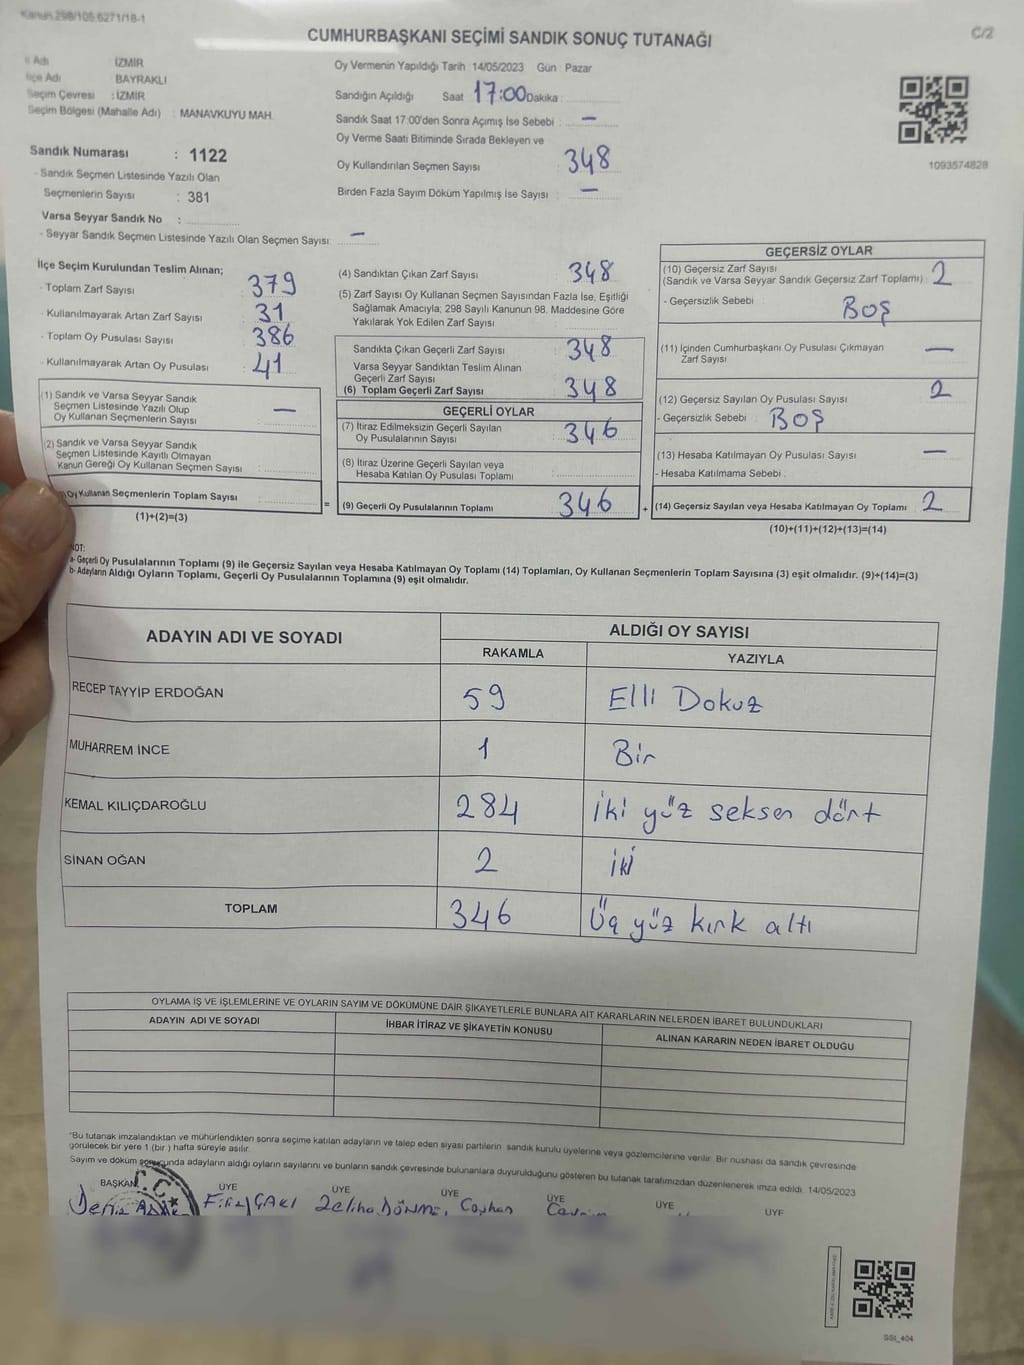 Kanun 298/105 6271/18-1
C/2
CUMHURBAŞKANI SEÇİMİ SANDIK SONUÇ TUTANAĞI
İl Adı : İZMİR
İlçe Adı : BAYRAKLI
Seçim Çevresi : İZMİR
Seçim Bölgesi (Mahalle Adı) : MANAVKUYU MAH.
Sandık Numarası : 1122
- Sandık Seçmen Listesinde Yazılı Olan
Seçmenlerin Sayısı : 381
Varsa Seyyar Sandık No :
- Seyyar Sandık Seçmen Listesinde Yazılı Olan Seçmen Sayısı: —
Oy Vermenin Yapıldığı Tarih 14/05/2023 Gün Pazar
Sandığın Açıldığı Saat 17:00 Dakika :
Sandık Saat 17:00'den Sonra Açımış İse Sebebi : —
Oy Verme Saati Bitiminde Sırada Bekleyen ve
Oy Kullandırılan Seçmen Sayısı : 348
Birden Fazla Sayım Döküm Yapılmış İse Sayısı : —
1093574828
İlçe Seçim Kurulundan Teslim Alınan;
- Toplam Zarf Sayısı : 379
- Kullanılmayarak Artan Zarf Sayısı : 31
- Toplam Oy Pusulası Sayısı : 386
- Kullanılmayarak Artan Oy Pusulası : 41
(1) Sandık ve Varsa Seyyar Sandık
Seçmen Listesinde Yazılı Olup
Oy Kullanan Seçmenlerin Sayısı : —
(2) Sandık ve Varsa Seyyar Sandık
Seçmen Listesinde Kayıtlı Olmayan
Kanun Gereği Oy Kullanan Seçmen Sayısı :
Oy Kullanan Seçmenlerin Toplam Sayısı :
(1)+(2)=(3)
(4) Sandıktan Çıkan Zarf Sayısı : 348
(5) Zarf Sayısı Oy Kullanan Seçmen Sayısından Fazla İse, Eşitliği
Sağlamak Amacıyla; 298 Sayılı Kanunun 98. Maddesine Göre
Yakılarak Yok Edilen Zarf Sayısı :
Sandıkta Çıkan Geçerli Zarf Sayısı : 348
Varsa Seyyar Sandıktan Teslim Alınan
Geçerli Zarf Sayısı :
(6) Toplam Geçerli Zarf Sayısı : 348
GEÇERLİ OYLAR
(7) İtiraz Edilmeksizin Geçerli Sayılan
Oy Pusulalarının Sayısı : 346
(8) İtiraz Üzerine Geçerli Sayılan veya
Hesaba Katılan Oy Pusulası Toplamı :
= (9) Geçerli Oy Pusulalarının Toplamı : 346
GEÇERSİZ OYLAR
(10) Geçersiz Zarf Sayısı
(Sandık ve Varsa Seyyar Sandık Geçersiz Zarf Toplamı) : 2
- Geçersizlik Sebebi : BOŞ
(11) İçinden Cumhurbaşkanı Oy Pusulası Çıkmayan
Zarf Sayısı : —
(12) Geçersiz Sayılan Oy Pusulası Sayısı : 2
- Geçersizlik Sebebi : BOŞ
(13) Hesaba Katılmayan Oy Pusulası Sayısı : —
- Hesaba Katılmama Sebebi :
+ (14) Geçersiz Sayılan veya Hesaba Katılmayan Oy Toplamı : 2
(10)+(11)+(12)+(13)=(14)
NOT:
a- Geçerli Oy Pusulalarının Toplamı (9) ile Geçersiz Sayılan veya Hesaba Katılmayan Oy Toplamı (14) Toplamları, Oy Kullanan Seçmenlerin Toplam Sayısına (3) eşit olmalıdır. (9)+(14)=(3)
b- Adayların Aldığı Oyların Toplamı, Geçerli Oy Pusulalarının Toplamına (9) eşit olmalıdır.
ADAYIN ADI VE SOYADI
ALDIĞI OY SAYISI
RAKAMLA YAZIYLA
RECEP TAYYİP ERDOĞAN 59 Elli Dokuz
MUHARREM İNCE 1 Bir
KEMAL KILIÇDAROĞLU 284 iki yüz seksen dört
SİNAN OĞAN 2 iki
TOPLAM 346 Üç yüz kırk altı
OYLAMA İŞ VE İŞLEMLERİNE VE OYLARIN SAYIM VE DÖKÜMÜNE DAİR ŞİKAYETLERLE BUNLARA AİT KARARLARIN NELERDEN İBARET BULUNDUKLARI
ADAYIN ADI VE SOYADI İHBAR İTİRAZ VE ŞİKAYETİN KONUSU ALINAN KARARIN NEDEN İBARET OLDUĞU
*Bu tutanak imzalandıktan ve mühürlendikten sonra seçime katılan adayların ve talep eden siyasi partilerin sandık kurulu üyelerine veya gözlemcilerine verilir. Bir nushası da sandık çevresinde
görülecek bir yere 1 (bir) hafta süreyle asılır.
Sayım ve döküm sonucunda adayların aldığı oyların sayılarını ve bunların sandık çevresinde bulunanlara duyurulduğunu gösteren bu tutanak tarafımızdan düzenlenerek imza edildi. 14/05/2023
BAŞKAN ÜYE ÜYE ÜYE ÜYE ÜYE ÜYE
T.C.
Zeliha DÖNME, Ceyhan
SSI_404